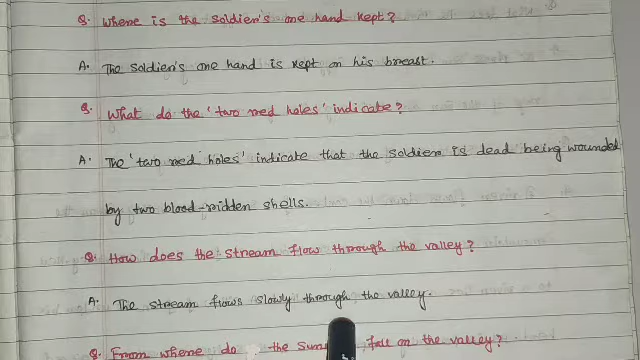 Q. Where is the soldier's one hand kept?
A. The soldier's one hand is kept on his breast.
Q. What do the 'two red holes' indicate?
A. The 'two red holes' indicate that the soldier is dead being wounded
by two blood-ridden shells.
Q. How does the stream flow through the valley?
A. The stream flows slowly through the valley.
Q. From where do the fall on the valley?